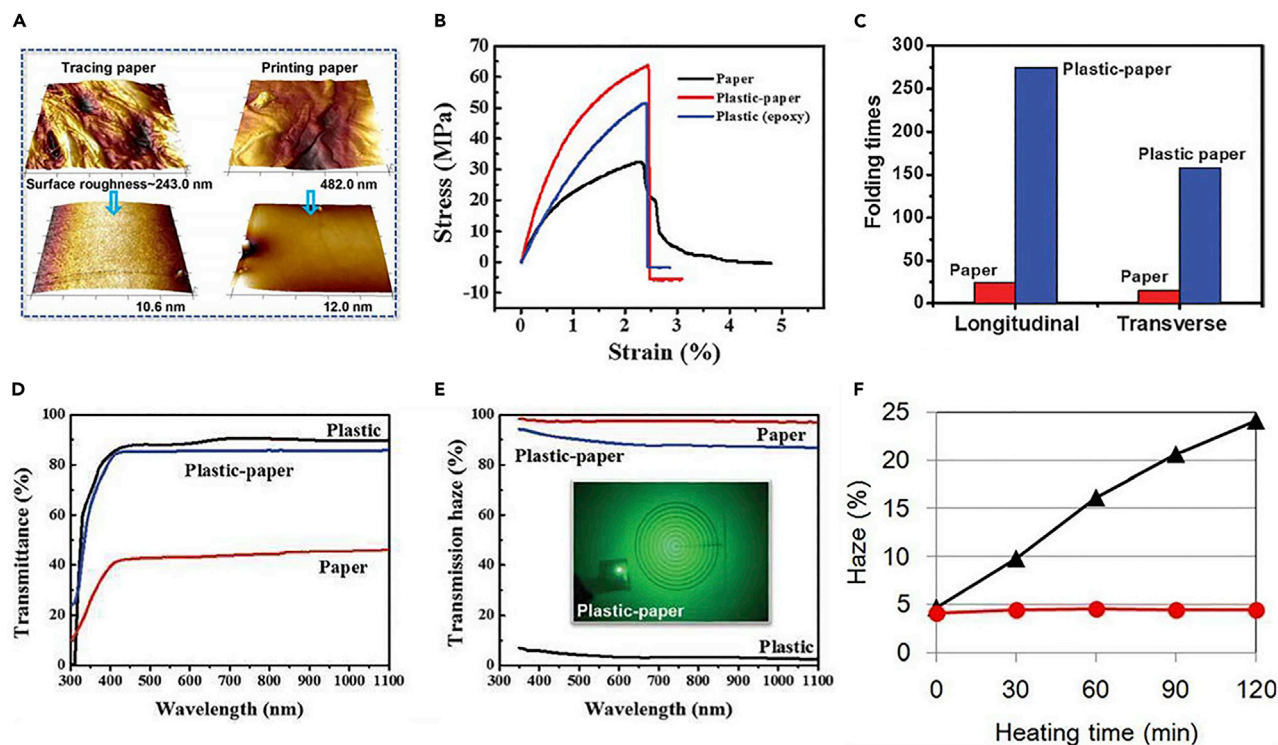 A
Tracing paper
Printing paper
Surface roughness~243.0 nm
482.0 nm
10.6 nm
12.0 nm
B
Stress (MPa)
70
60
50
40
30
20
10
0
-10
Paper
Plastic-paper
Plastic (epoxy)
0 1 2 3 4 5
Strain (%)
C
Folding times
300
250
200
150
100
50
25
0
Plastic-paper
Plastic paper
Paper
Paper
Longitudinal
Transverse
D
Transmittance (%)
100
80
60
40
20
0
Plastic
Plastic-paper
Paper
300 400 500 600 700 800 900 1000 1100
Wavelength (nm)
E
Transmission haze (%)
100
80
60
40
20
0
Paper
Plastic-paper
Plastic-paper
Plastic
300 400 500 600 700 800 900 1000 1100
Wavelength (nm)
F
Haze (%)
25
20
15
10
5
0
0 30 60 90 120
Heating time (min)